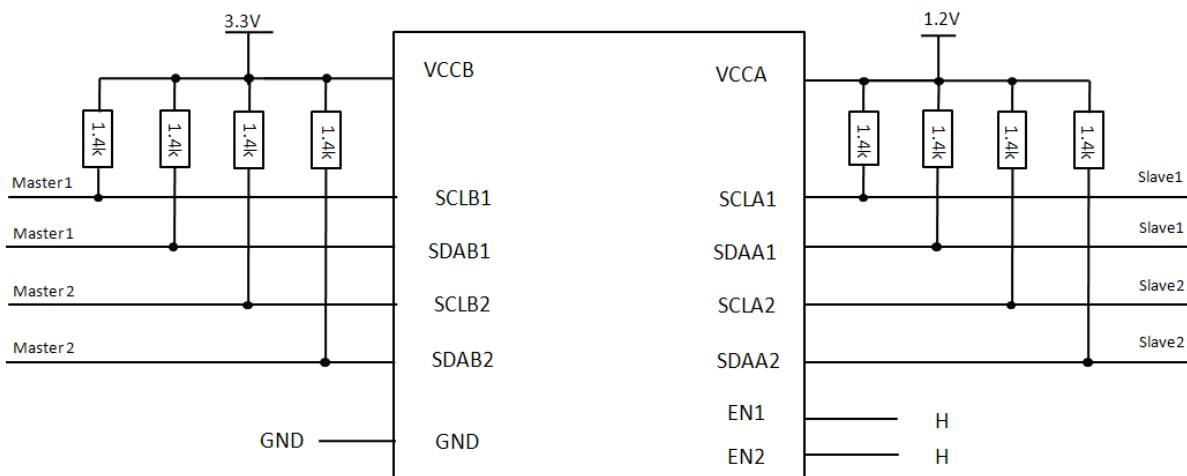 3.3V
1.2V
VCCB
VCCA
1.4k
1.4k
1.4k
1.4k
1.4k
1.4k
1.4k
1.4k
Master1
SCLB1
SCLA1
Slave1
Master1
SDAB1
SDAA1
Slave1
Master2
SCLB2
SCLA2
Slave2
Master2
SDAB2
SDAA2
Slave2
EN1
H
GND
GND
EN2
H